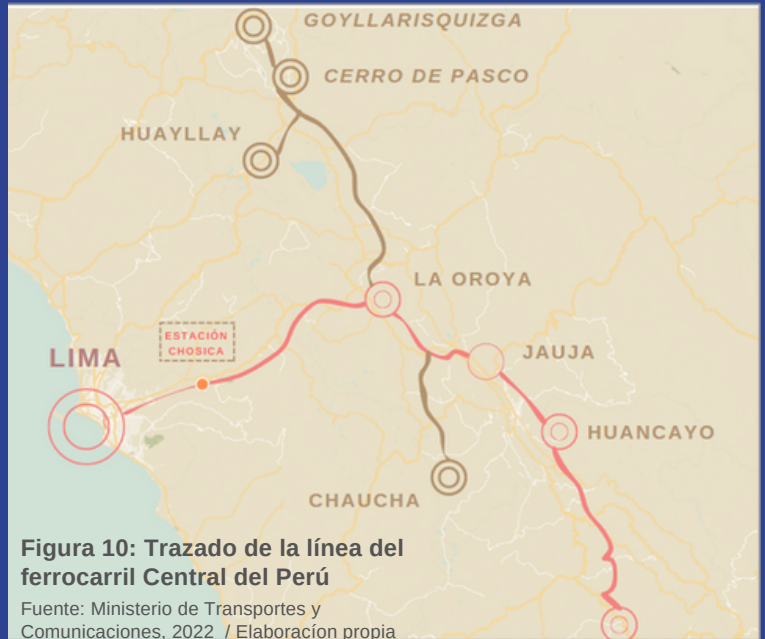 GOYLLARISQUIZGA
CERRO DE PASCO
HUAYLLAY
LA OROYA
ESTACIÓN
CHOSICA
LIMA
JAUJA
HUANCAYO
CHAUCHA
Figura 10: Trazado de la línea del
ferrocarril Central del Perú
Fuente: Ministerio de Transportes y
Comunicaciones, 2022 / Elaboracíon propia